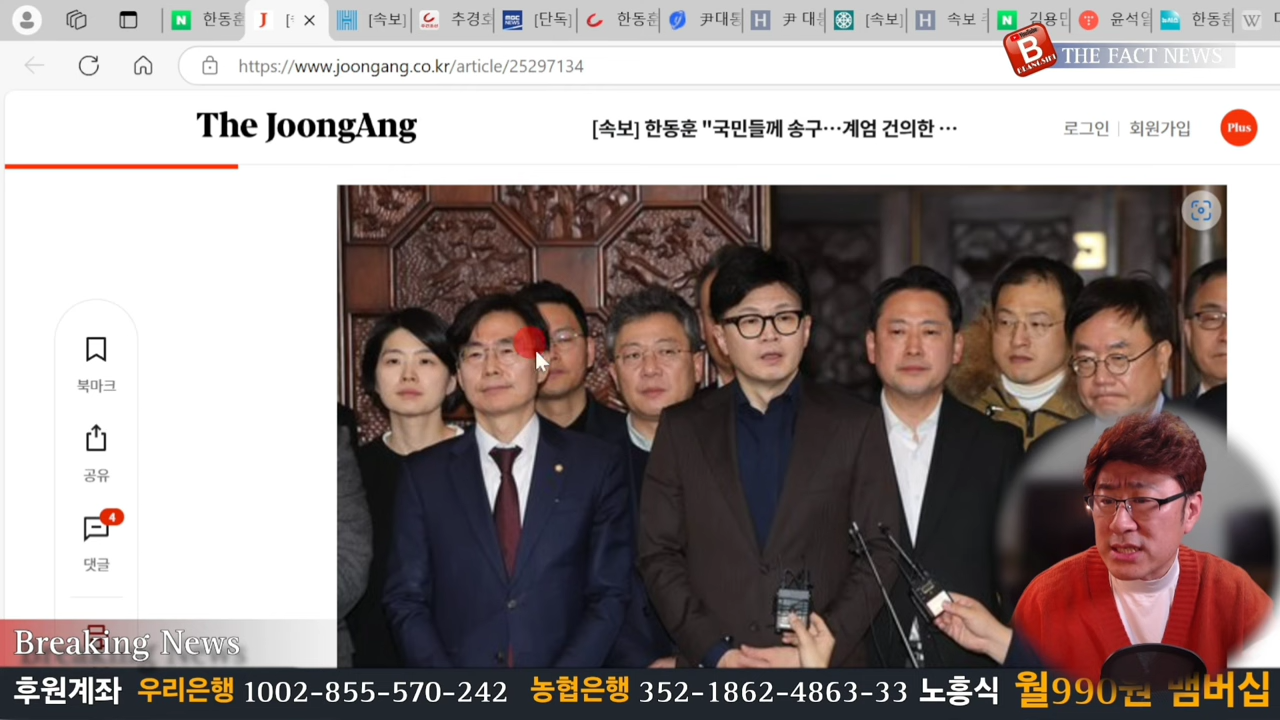 한동훈
[속보]
추경호
[단독]
한동훈
尹대통
尹 대통
[속보]
속보
김용민
윤석열
한동훈
https://www.joongang.co.kr/article/25297134
THE FACT NEWS
The JoongAng
[속보] 한동훈 "국민들께 송구…계엄 건의한 …
로그인
회원가입
Plus
북마크
공유
4
댓글
Breaking News
후원계좌 우리은행 1002-855-570-242 농협은행 352-1862-4863-33 노흥식 월990원 맴버십